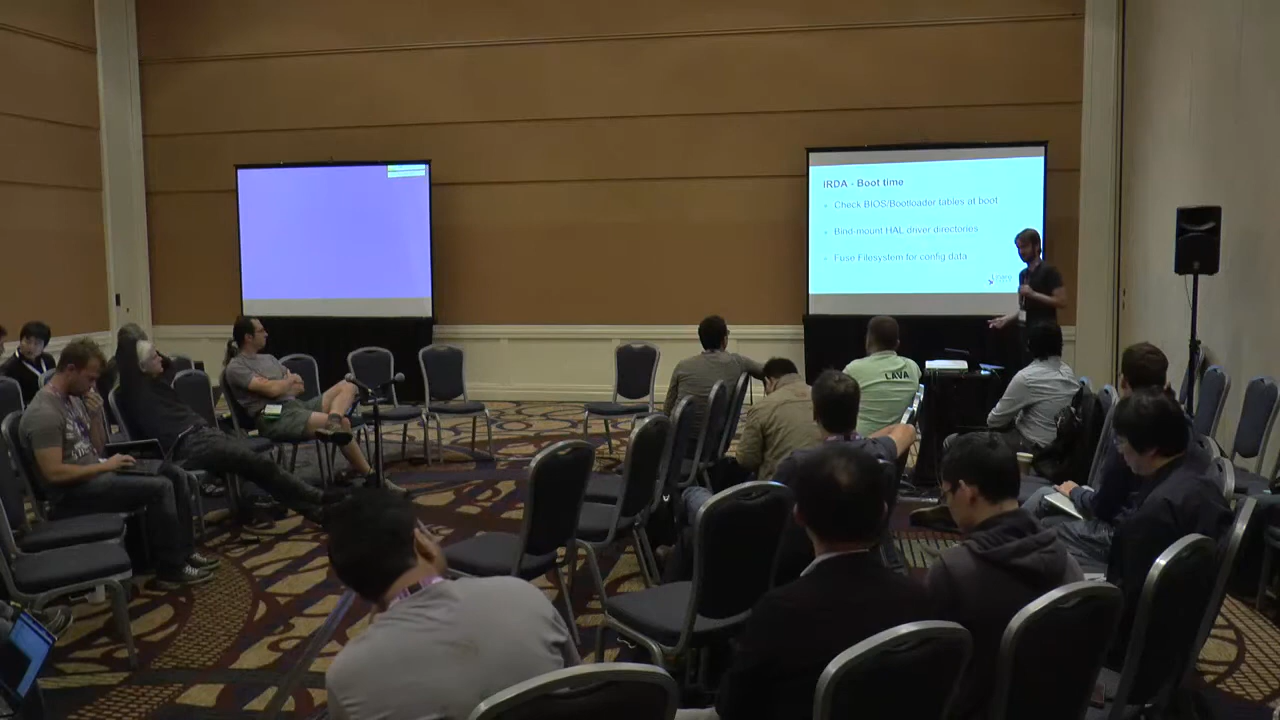 IRDA - Boot time
Check BIOS/Bootloader tables at boot
Bind-mount HAL driver directories
Fuse Filesystem for config data
Linaro
LAVA